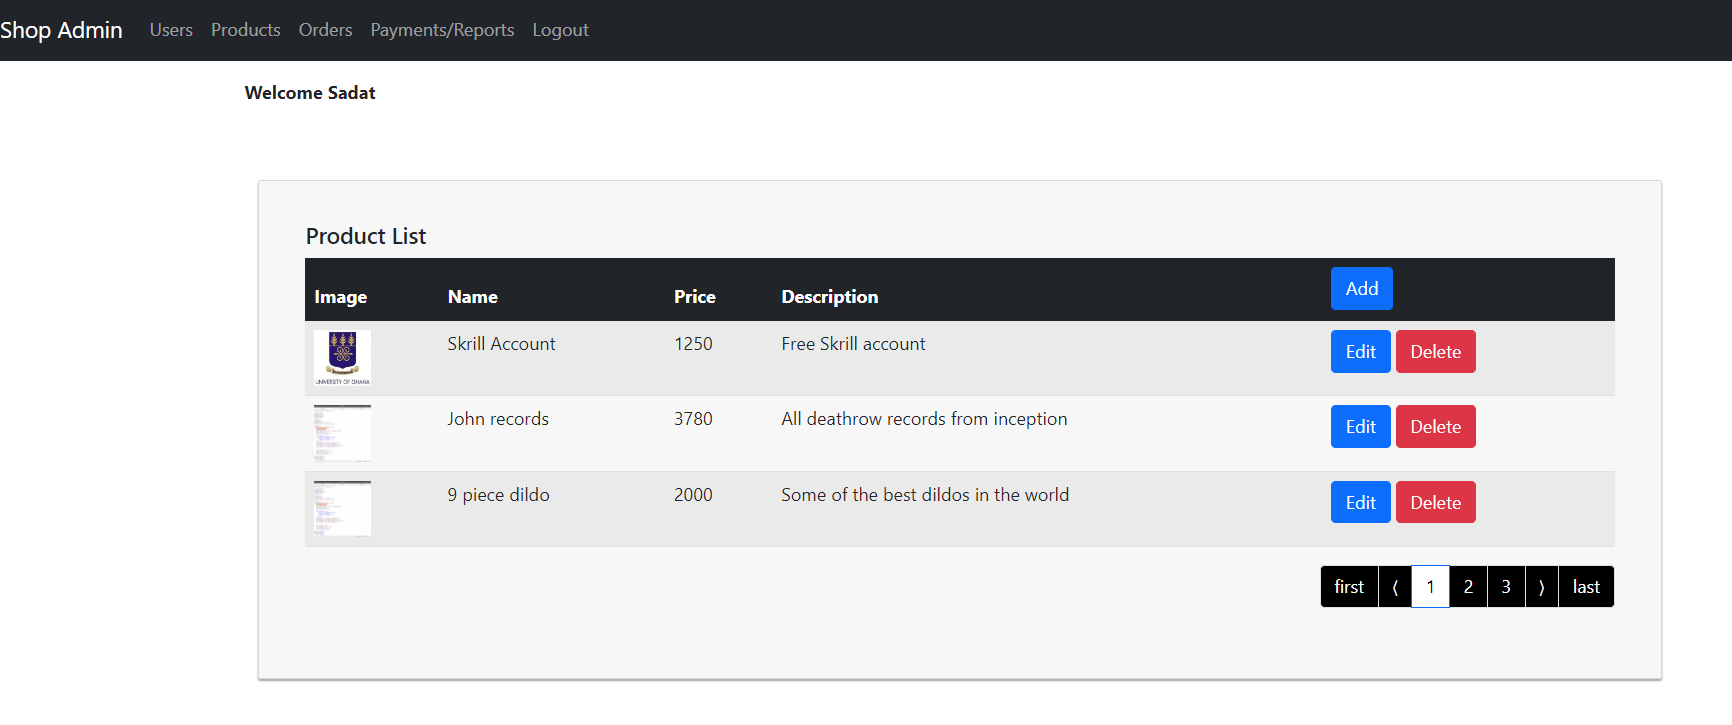 Shop Admin Users Products Orders Payments/Reports Logout
Welcome Sadat
Product List
Image Name Price Description Add
Skrill Account 1250 Free Skrill account Edit Delete
UNIVERSITY OF GHANA
John records 3780 All deathrow records from inception Edit Delete
9 piece dildo 2000 Some of the best dildos in the world Edit Delete
first ⟨ 1 2 3 ⟩ last